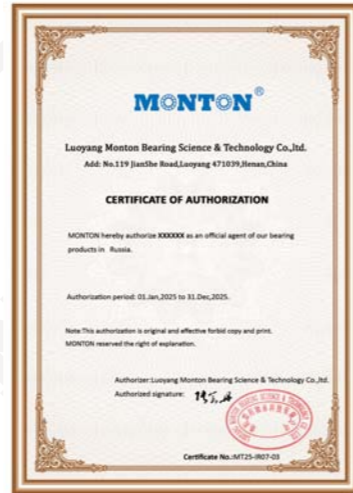 MONTON®
Luoyang Monton Bearing Science & Technology Co.,ltd.
Add: No.119 JianShe Road,Luoyang 471039,Henan,China
CERTIFICATE OF AUTHORIZATION
MONTON hereby authorize XXXXXX as an official agent of our bearing
products in Russia.
Authorization period: 01.Jan,2025 to 31.Dec,2025.
Note:This authorization is original and effective forbid copy and print.
MONTON reserved the right of explanation.
Authorizer:Luoyang Monton Bearing Science & Technology Co.,ltd.
Authorized signature:
Certificate No.:MT25-IR07-03